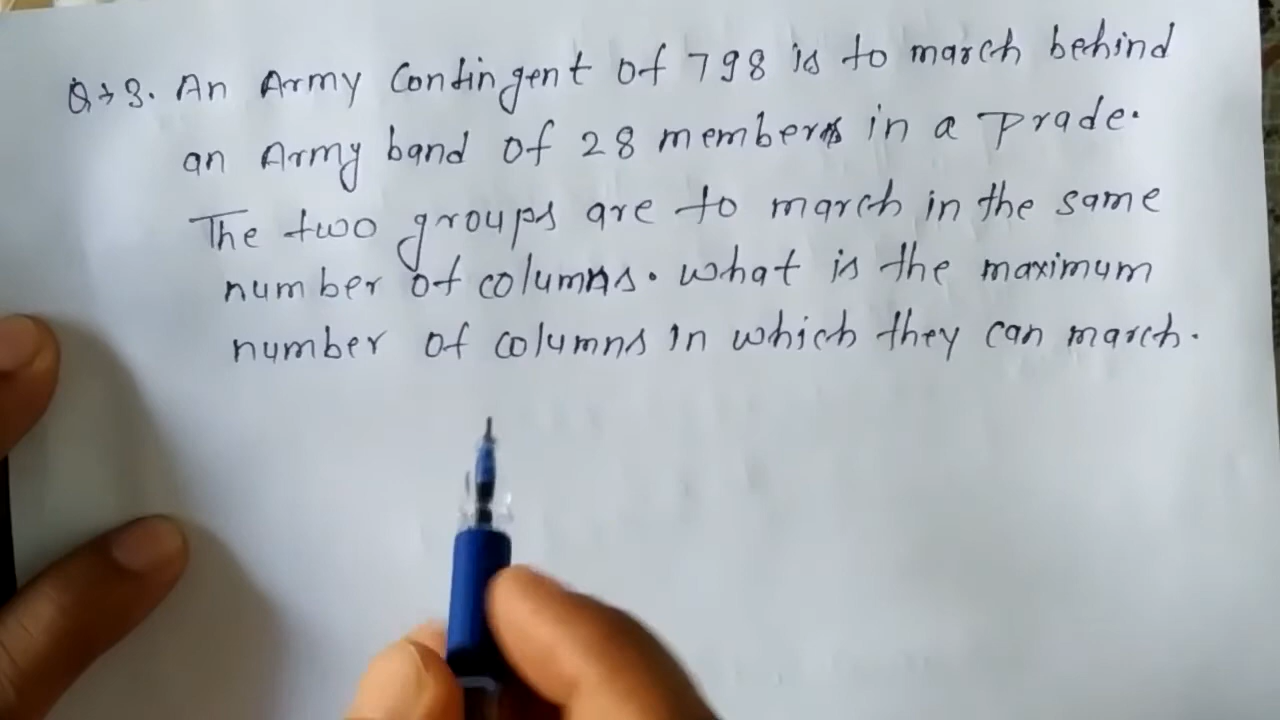 Q→3. An Army Contingent of 798 is to march behind
an Army band of 28 members in a Prade.
The two groups are to march in the same
number of columns. What is the maximum
number of columns in which they can march.